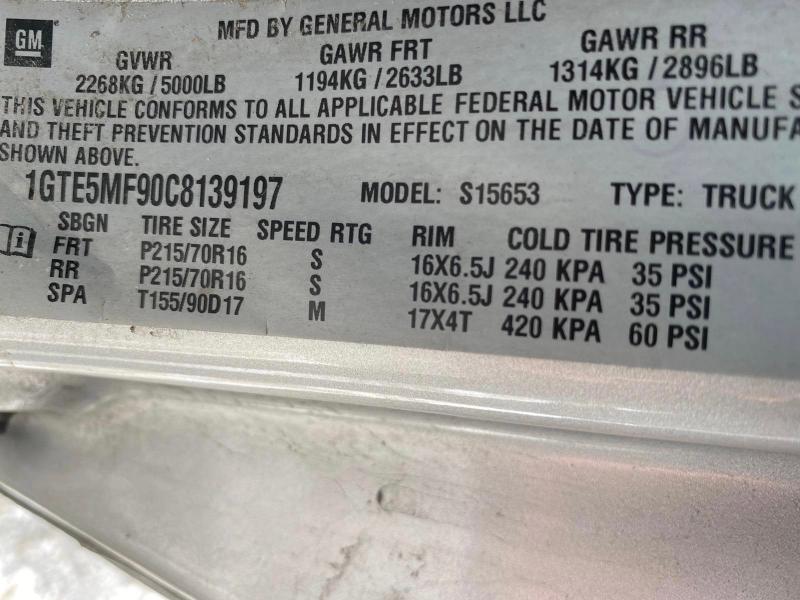 GM
MFD BY GENERAL MOTORS LLC
GVWR GAWR FRT GAWR RR
2268KG / 5000LB 1194KG / 2633LB 1314KG / 2896LB
THIS VEHICLE CONFORMS TO ALL APPLICABLE FEDERAL MOTOR VEHICLE S
AND THEFT PREVENTION STANDARDS IN EFFECT ON THE DATE OF MANUFA
SHOWN ABOVE.
1GTE5MF90C8139197 MODEL: S15653 TYPE: TRUCK
SBGN TIRE SIZE SPEED RTG RIM COLD TIRE PRESSURE
FRT P215/70R16 S 16X6.5J 240 KPA 35 PSI
RR P215/70R16 S 16X6.5J 240 KPA 35 PSI
SPA T155/90D17 M 17X4T 420 KPA 60 PSI